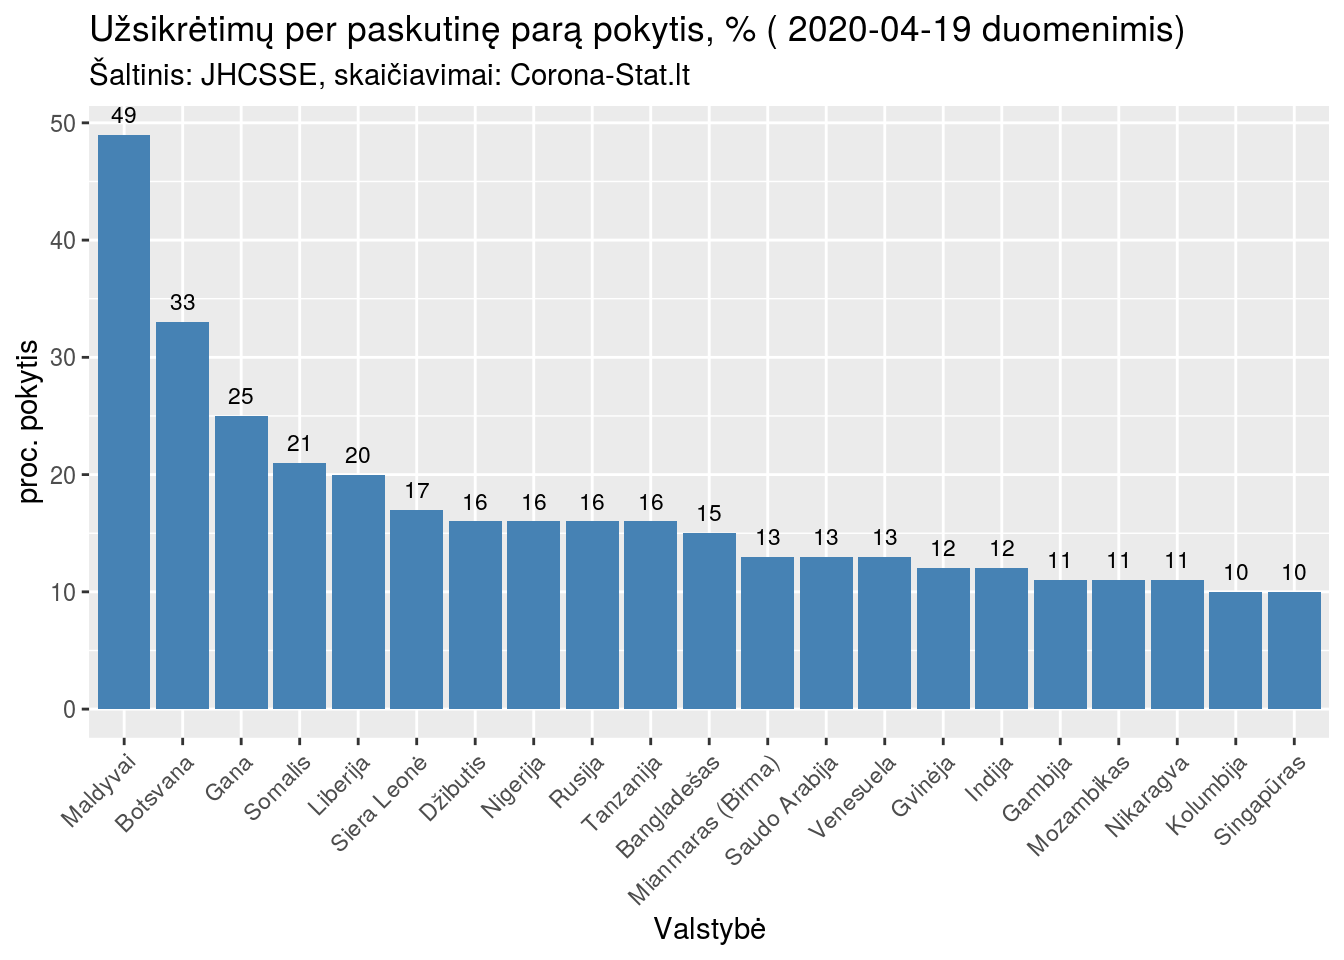 Užsikrėtimų per paskutinę parą pokytis, % ( 2020-04-19 duomenimis)
Šaltinis: JHCSSE, skaičiavimai: Corona-Stat.lt
proc. pokytis
50
40
30
20
10
0
49
33
25
21
20
17
16
16
16
16
15
13
13
13
12
12
11
11
11
10
10
Maldyvai
Botsvana
Gana
Somalis
Liberija
Siera Leonė
Džibutis
Nigerija
Rusija
Tanzanija
Bangladešas
Mianmaras (Birma)
Saudo Arabija
Venesuela
Gvinėja
Indija
Gambija
Mozambikas
Nikaragva
Kolumbija
Singapūras
Valstybė